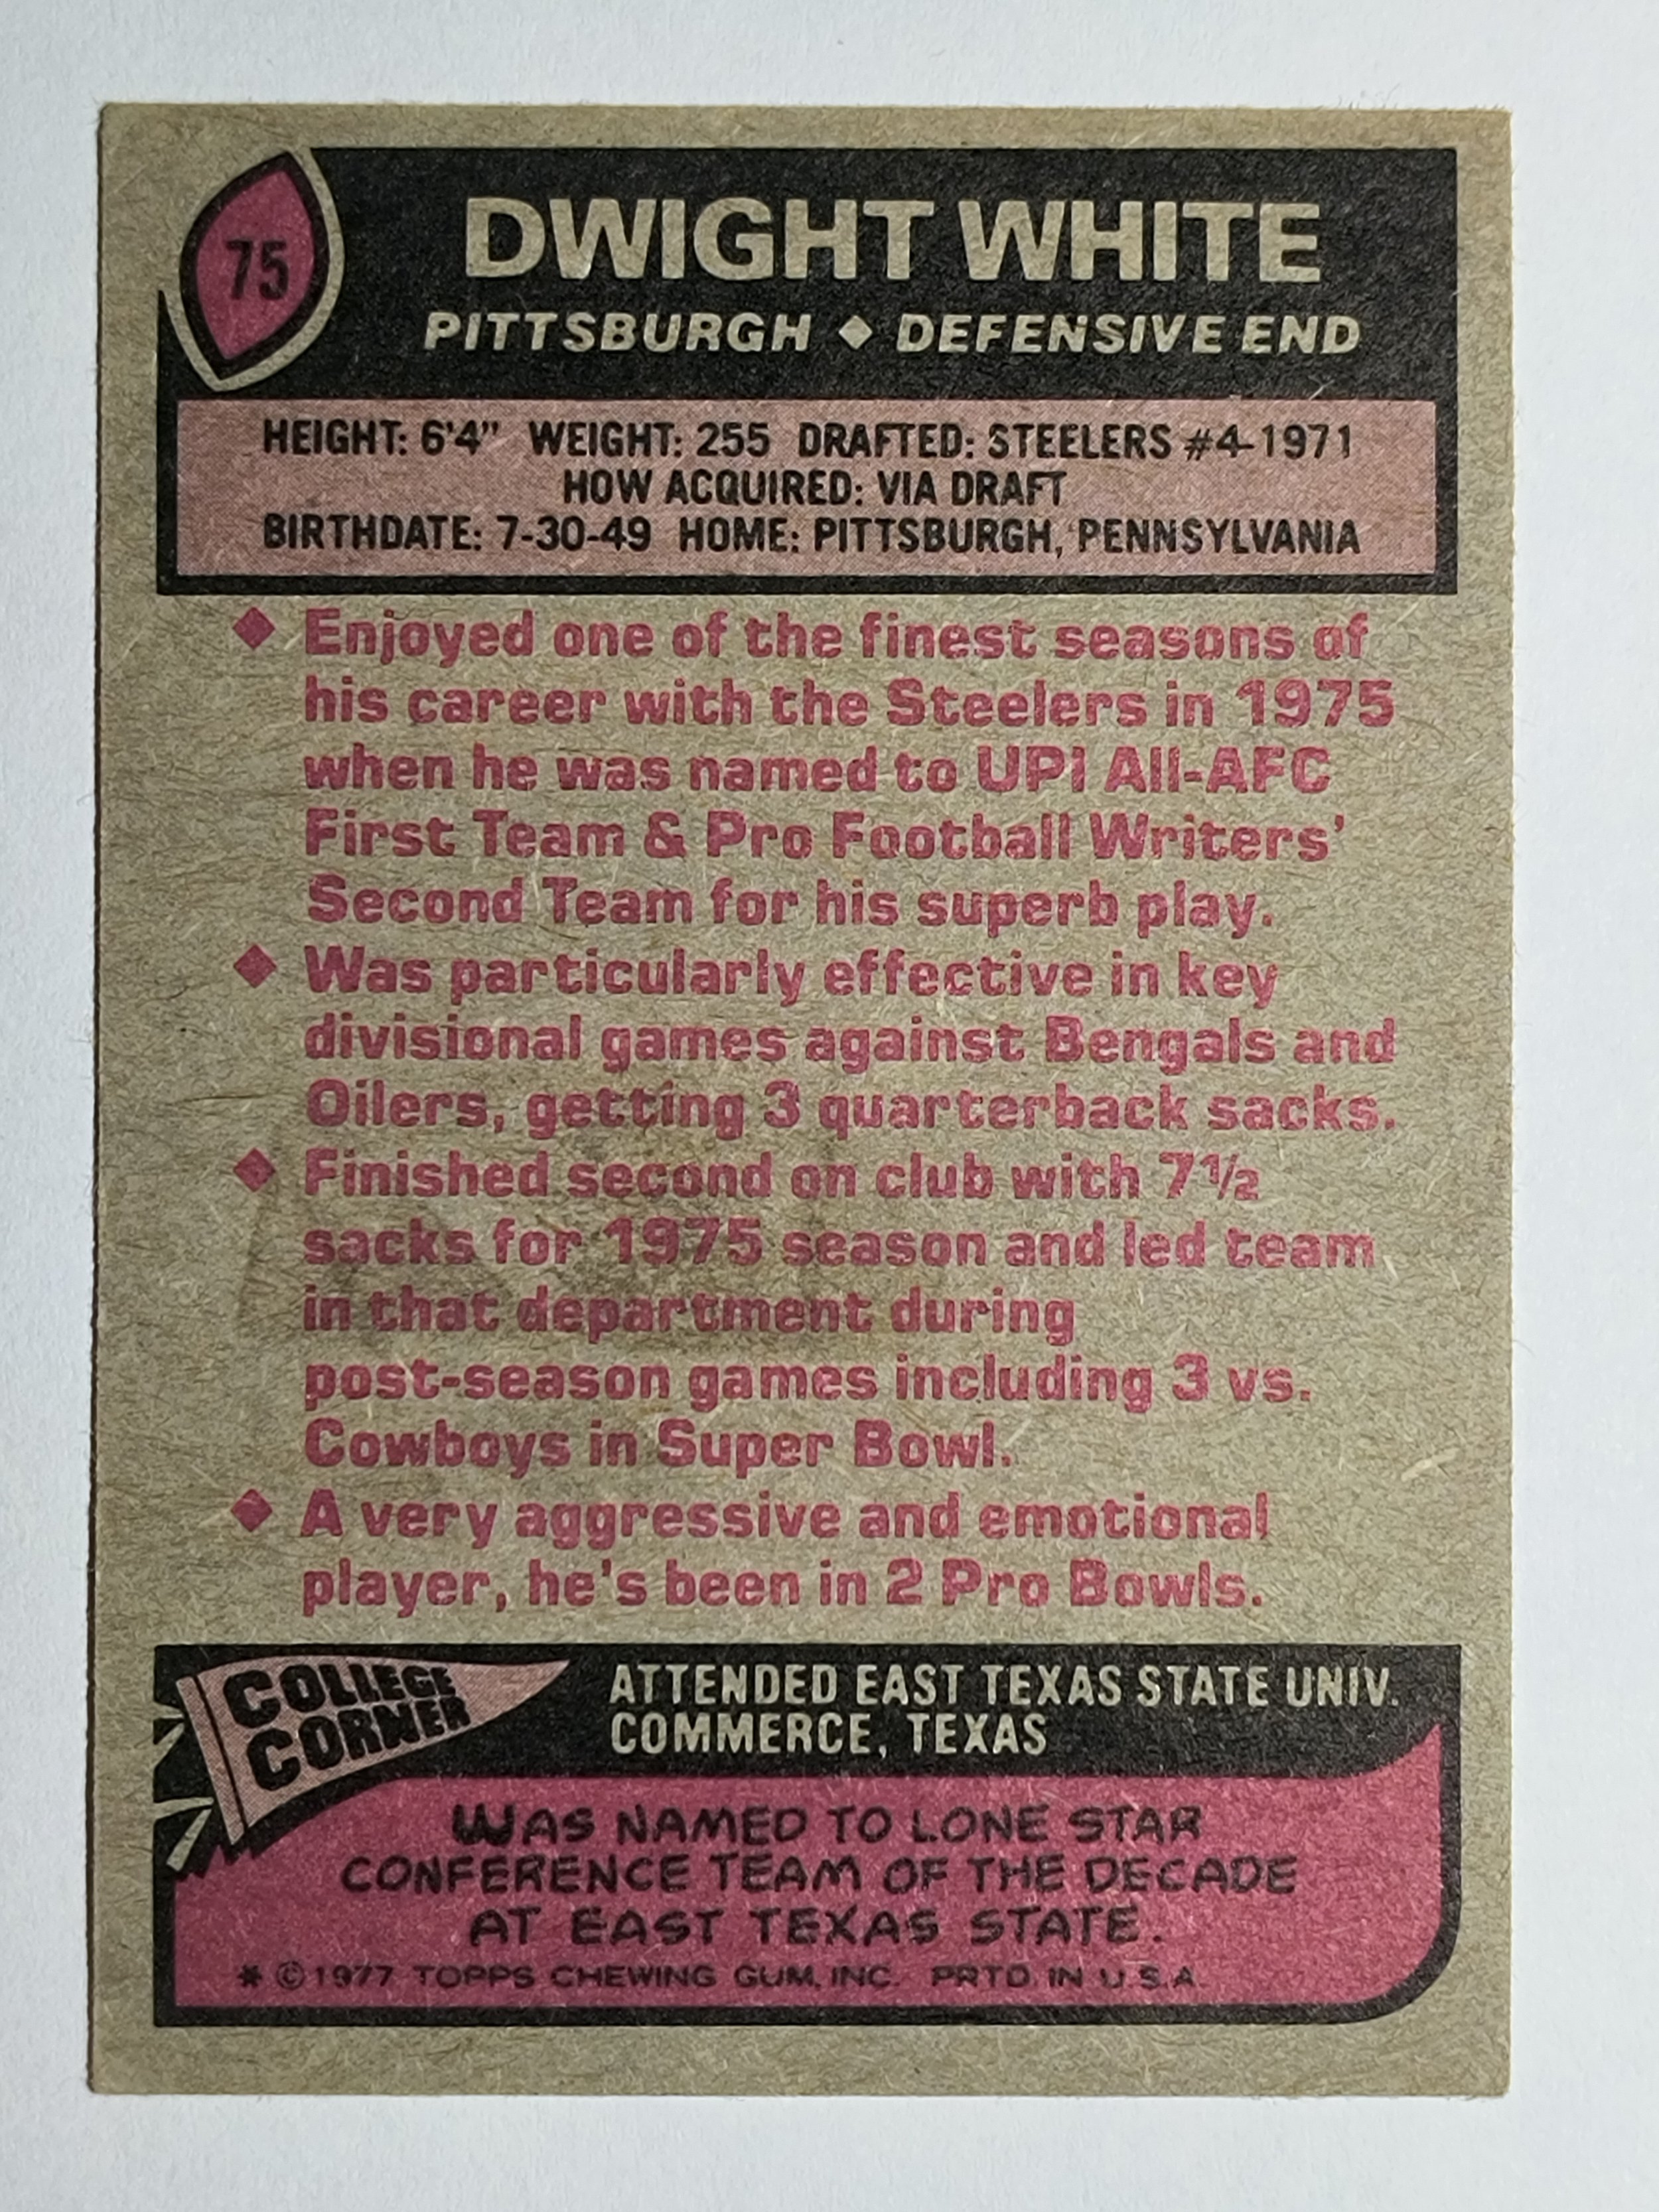 75
DWIGHT WHITE
PITTSBURGH ◆ DEFENSIVE END
HEIGHT: 6'4" WEIGHT: 255 DRAFTED: STEELERS #4-1971
HOW ACQUIRED: VIA DRAFT
BIRTHDATE: 7-30-49 HOME: PITTSBURGH, PENNSYLVANIA
◆ Enjoyed one of the finest seasons of
his career with the Steelers in 1975
when he was named to UPI All-AFC
First Team & Pro Football Writers'
Second Team for his superb play.
◆ Was particularly effective in key
divisional games against Bengals and
Oilers, getting 3 quarterback sacks.
◆ Finished second on club with 7½
sacks for 1975 season and led team
in that department during
post-season games including 3 vs.
Cowboys in Super Bowl.
◆ A very aggressive and emotional
player, he's been in 2 Pro Bowls.
COLLEGE
CORNER
ATTENDED EAST TEXAS STATE UNIV.
COMMERCE, TEXAS
WAS NAMED TO LONE STAR
CONFERENCE TEAM OF THE DECADE
AT EAST TEXAS STATE.
* © 1977 TOPPS CHEWING GUM, INC. PRTD. IN U.S.A.